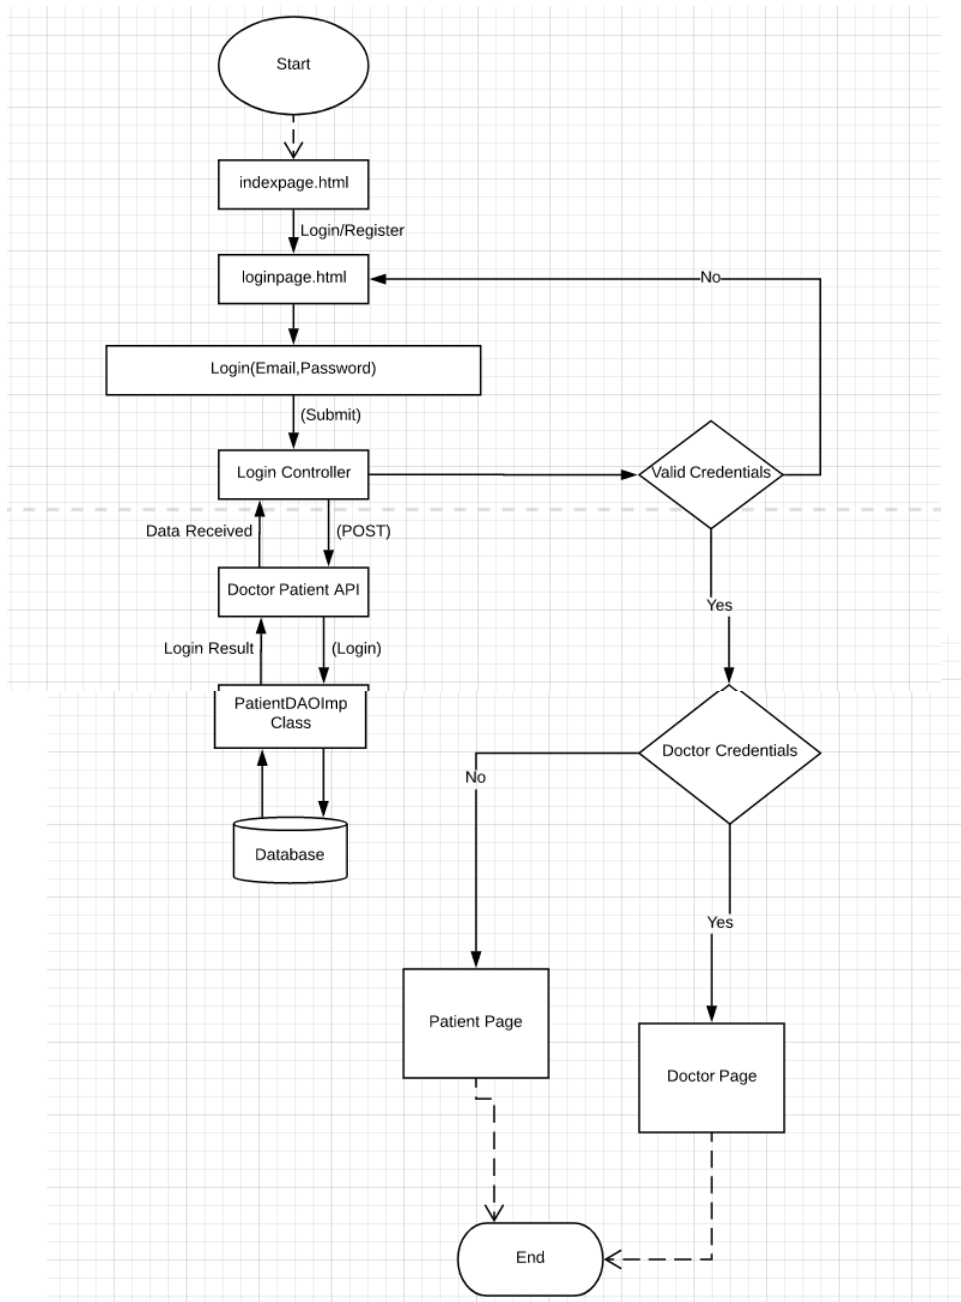 Start
indexpage.html
Login/Register
loginpage.html
No
Login(Email,Password)
(Submit)
Login Controller
Valid Credentials
Data Received
(POST)
Doctor Patient API
Yes
Login Result
(Login)
PatientDAOImp
Class
Doctor Credentials
No
Database
Yes
Patient Page
Doctor Page
End